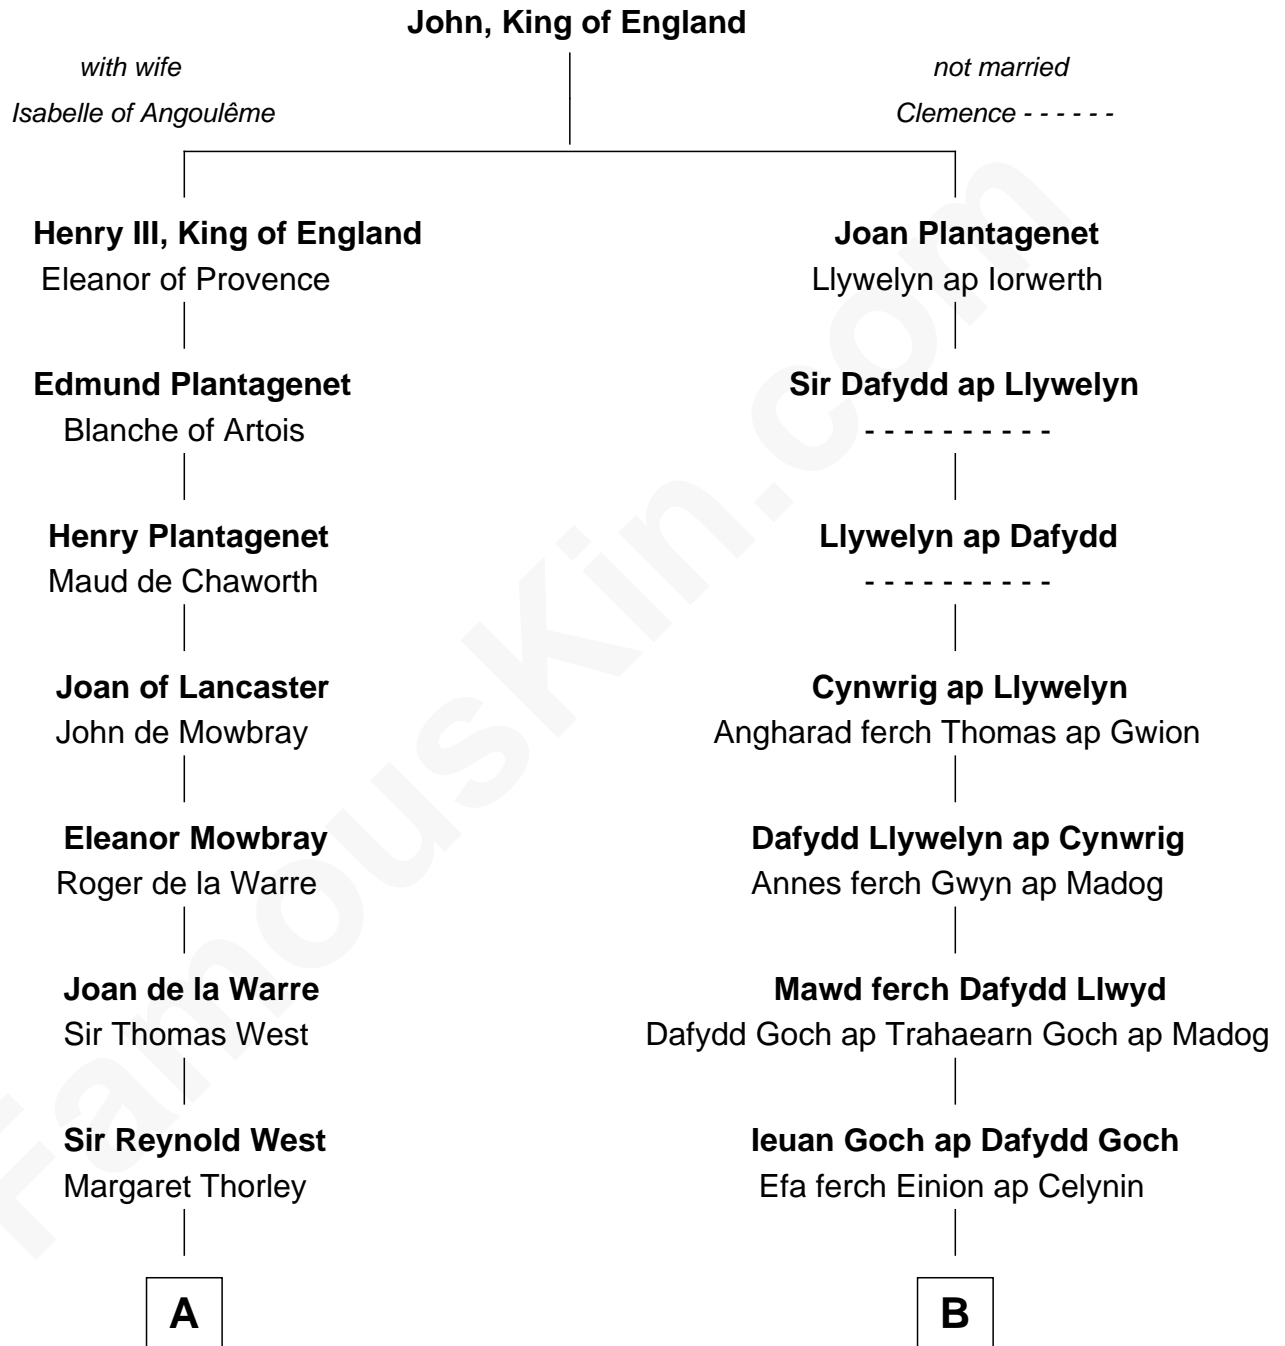 John, King of England
with wife
Isabelle of Angoulême
not married
Clemence - - - - - -
Henry III, King of England
Eleanor of Provence
Edmund Plantagenet
Blanche of Artois
Henry Plantagenet
Maud de Chaworth
Joan of Lancaster
John de Mowbray
Eleanor Mowbray
Roger de la Warre
Joan de la Warre
Sir Thomas West
Sir Reynold West
Margaret Thorley
A
Joan Plantagenet
Llywelyn ap Iorwerth
Sir Dafydd ap Llywelyn
- - - - - - - - - -
Llywelyn ap Dafydd
- - - - - - - - - -
Cynwrig ap Llywelyn
Angharad ferch Thomas ap Gwion
Dafydd Llywelyn ap Cynwrig
Annes ferch Gwyn ap Madog
Mawd ferch Dafydd Llwyd
Dafydd Goch ap Trahaearn Goch ap Madog
Ieuan Goch ap Dafydd Goch
Efa ferch Einion ap Celynin
B
FamousKin.com